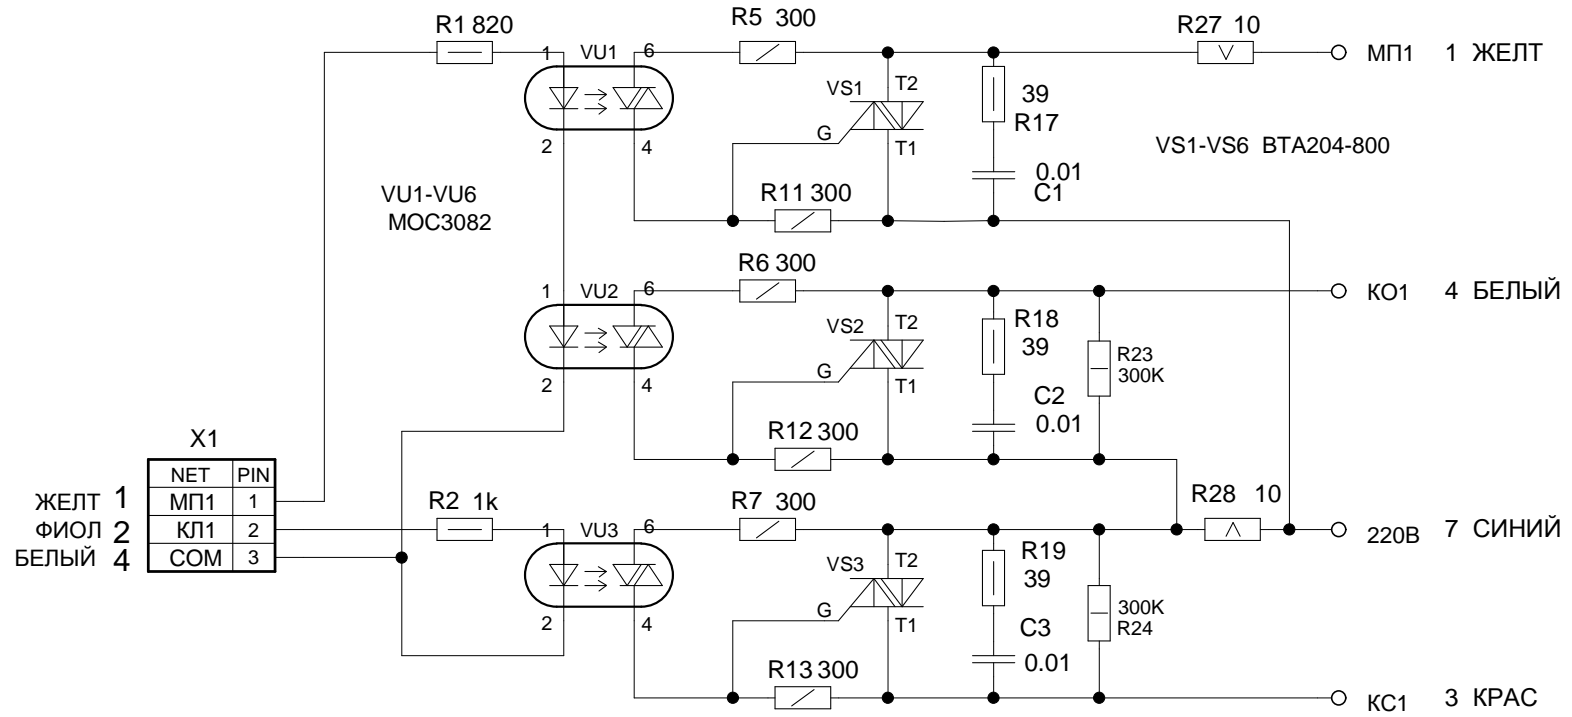 R1 820
1 VU1 6
2 4
R5 300
R27 10
МП1 1 ЖЕЛТ
VS1 T2
G T1
39
R17
0.01
C1
VS1-VS6 BTA204-800
VU1-VU6
MOC3082
R11 300
1 VU2 6
2 4
R6 300
КО1 4 БЕЛЫЙ
VS2 T2
G T1
R18
39
R23
300K
C2
0.01
R12 300
X1
NET PIN
ЖЕЛТ 1 МП1 1
ФИОЛ 2 КЛ1 2
БЕЛЫЙ 4 COM 3
R2 1k
1 VU3 6
2 4
R7 300
R28 10
220В 7 СИНИЙ
VS3 T2
G T1
R19
39
300K
R24
C3
0.01
R13 300
КС1 3 КРАС